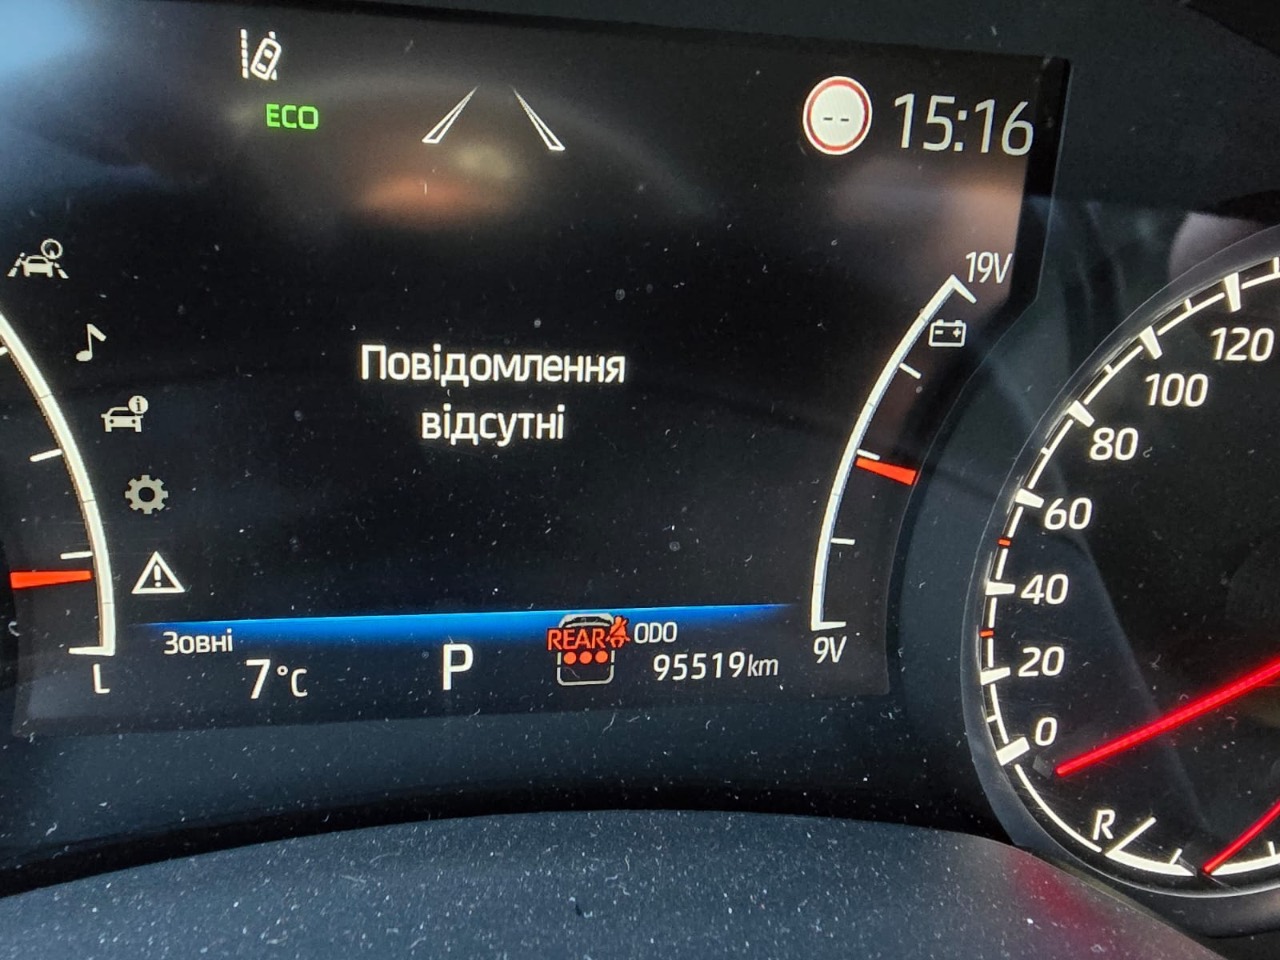 ECO
--
15:16
19V
Повідомлення
відсутні
120
100
80
60
40
20
0
Зовні
7°C
P
REAR
ODO
95519km
9V
L
R